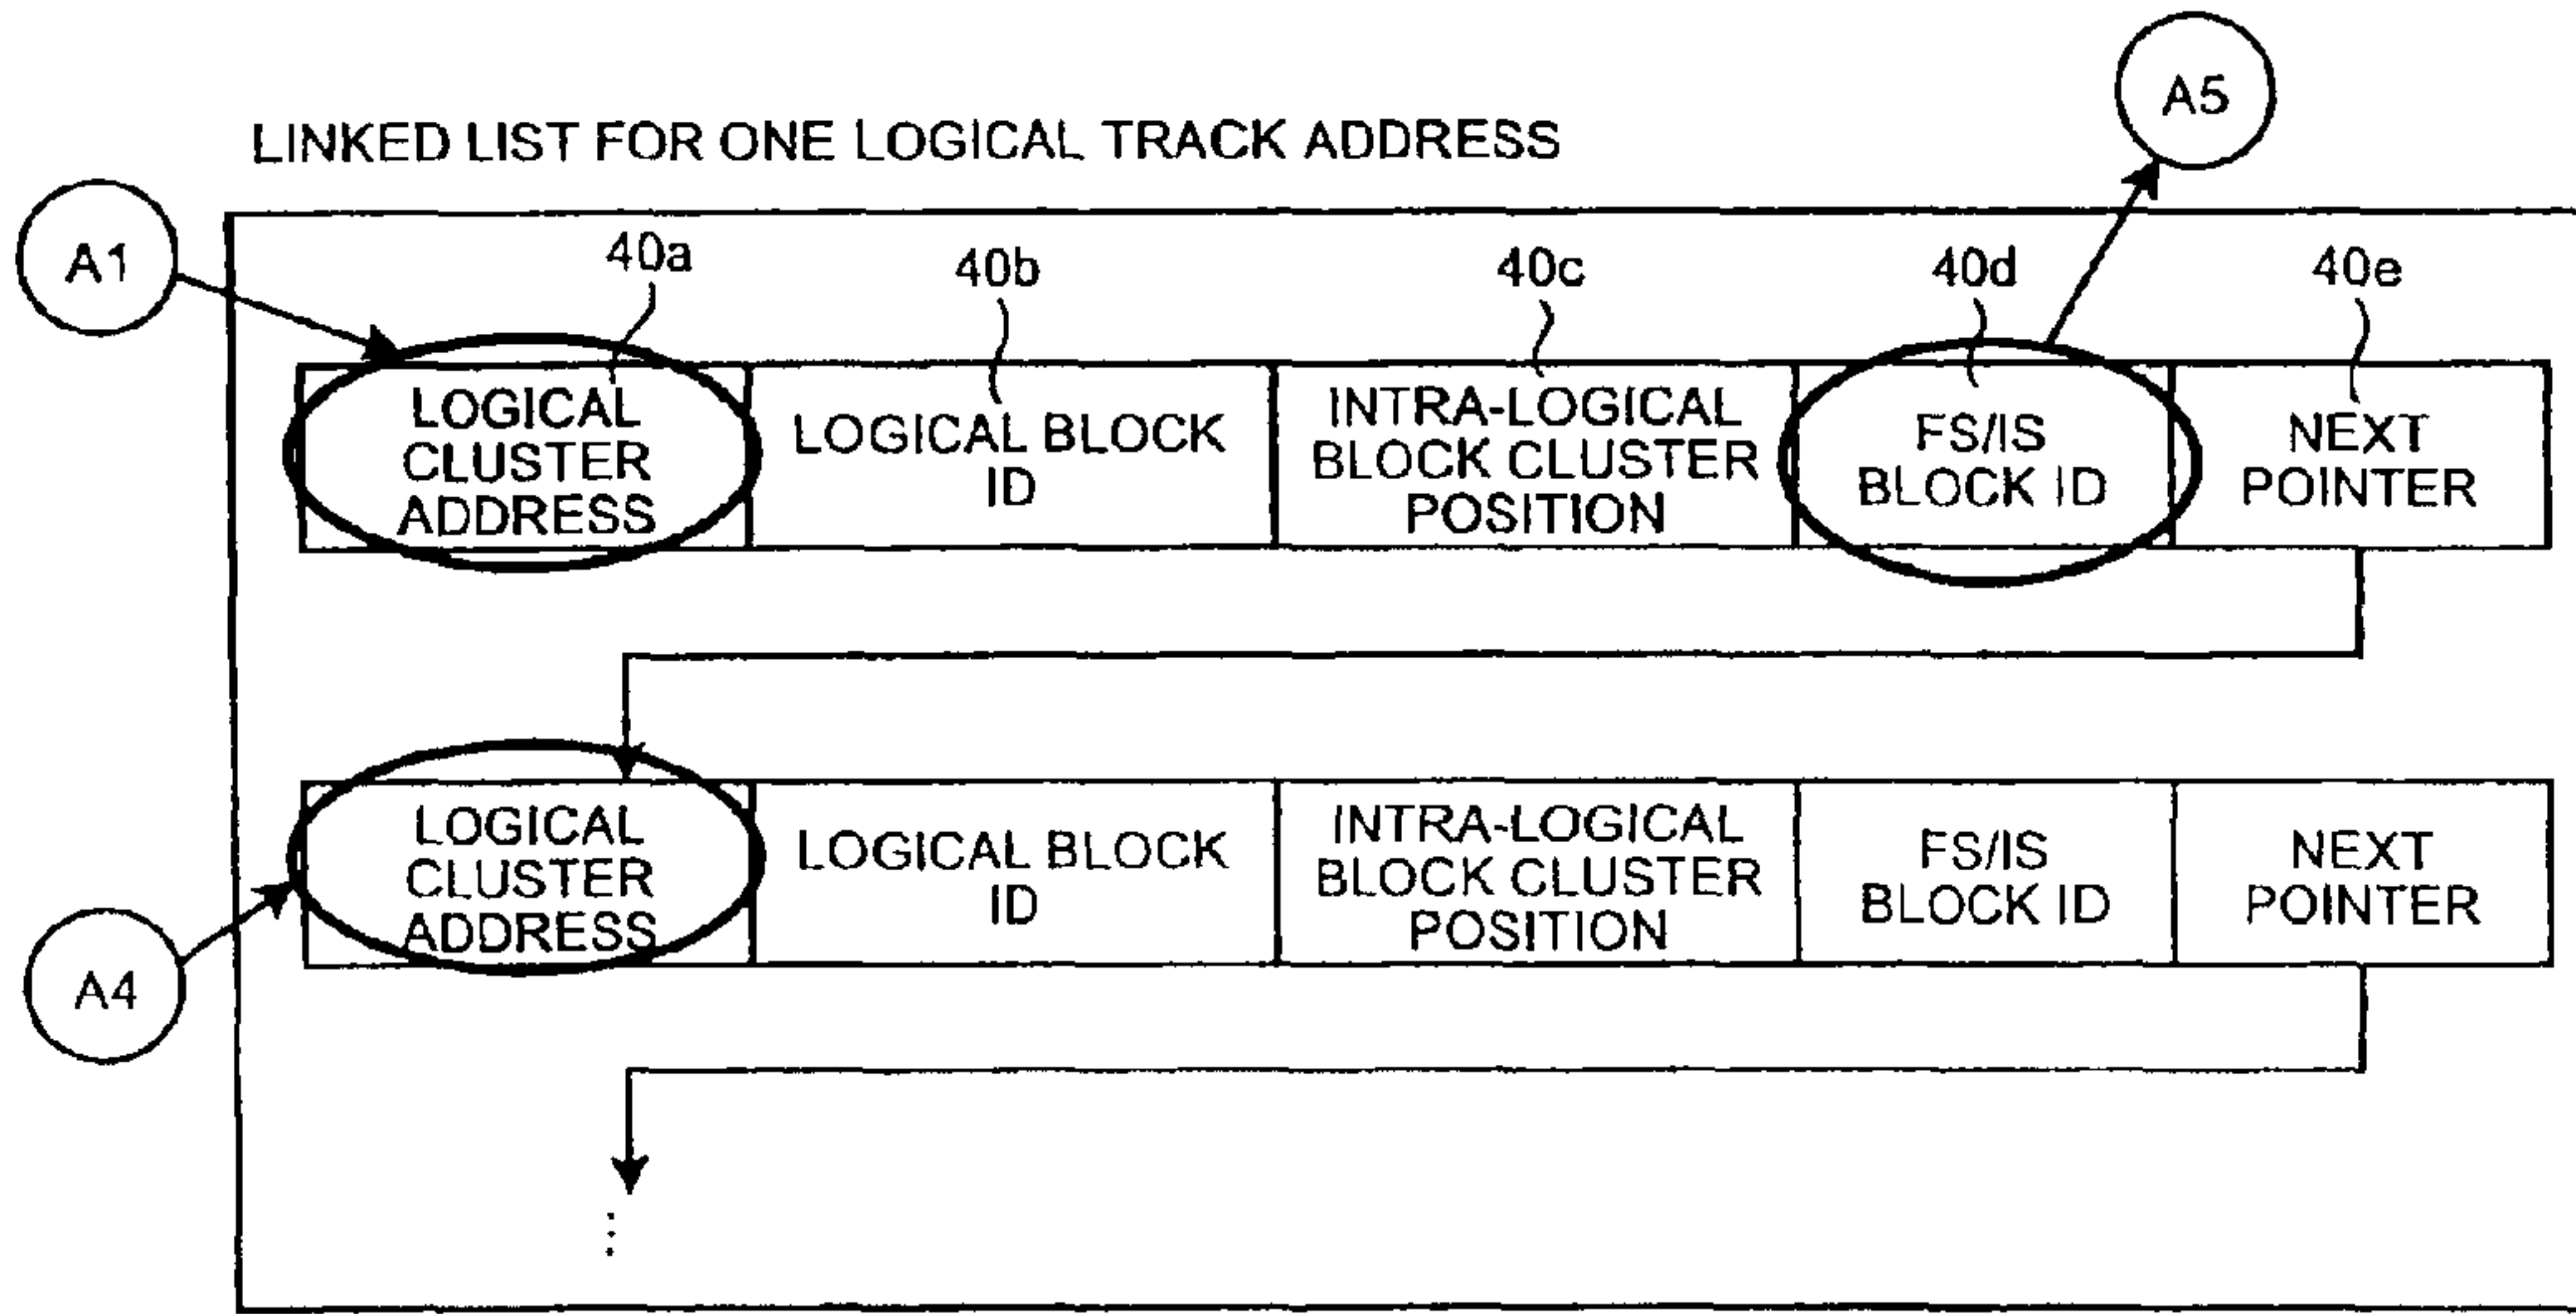 A5
LINKED LIST FOR ONE LOGICAL TRACK ADDRESS
A1
40a
40b
40c
40d
40e
LOGICAL
CLUSTER
ADDRESS
LOGICAL BLOCK
ID
INTRA-LOGICAL
BLOCK CLUSTER
POSITION
FS/IS
BLOCK ID
NEXT
POINTER
LOGICAL
CLUSTER
ADDRESS
LOGICAL BLOCK
ID
INTRA-LOGICAL
BLOCK CLUSTER
POSITION
FS/IS
BLOCK ID
NEXT
POINTER
A4
⋮